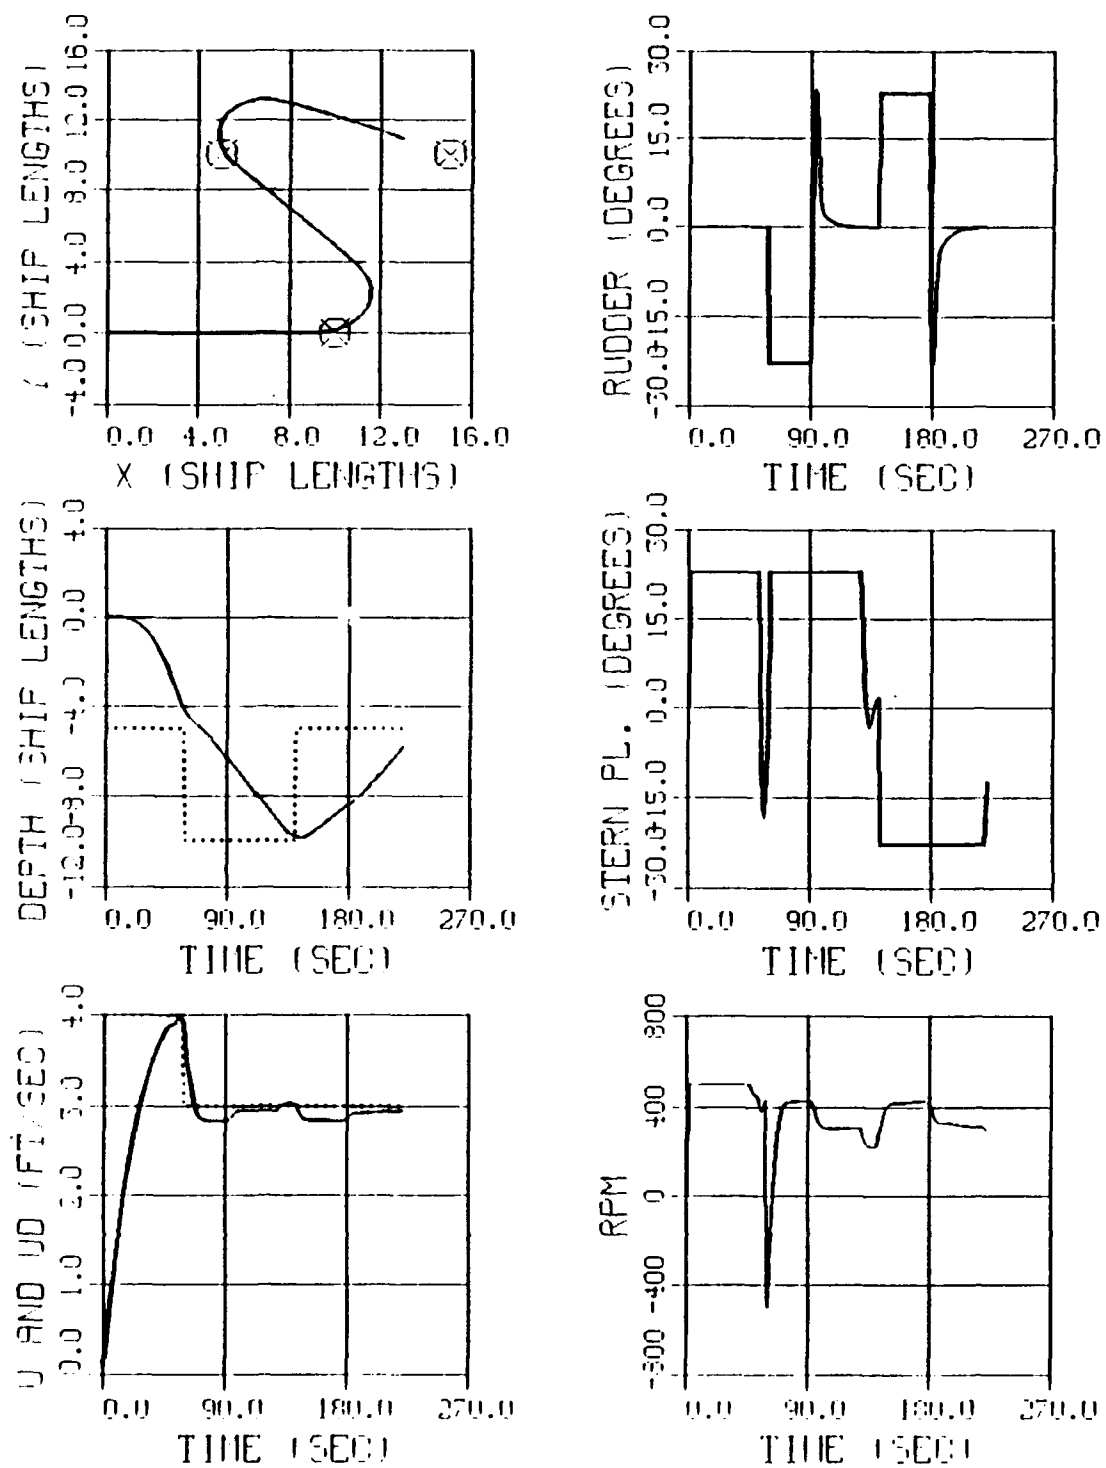 Y (SHIP LENGTHS)
16.0
12.0
8.0
4.0
0.0
-4.0
0.0 4.0 8.0 12.0 16.0
X (SHIP LENGTHS)
RUDDER (DEGREES)
30.0
15.0
0.0
-15.0
-30.0
0.0 90.0 180.0 270.0
TIME (SEC)
DEPTH (SHIP LENGTHS)
4.0
0.0
-4.0
-8.0
-12.0
0.0 90.0 180.0 270.0
TIME (SEC)
STERN PL. (DEGREES)
30.0
15.0
0.0
-15.0
-30.0
0.0 90.0 180.0 270.0
TIME (SEC)
U AND UD (FT/SEC)
4.0
3.0
2.0
1.0
0.0
0.0 90.0 180.0 270.0
TIME (SEC)
RPM
800
400
0
-400
-800
0.0 90.0 180.0 270.0
TIME (SEC)